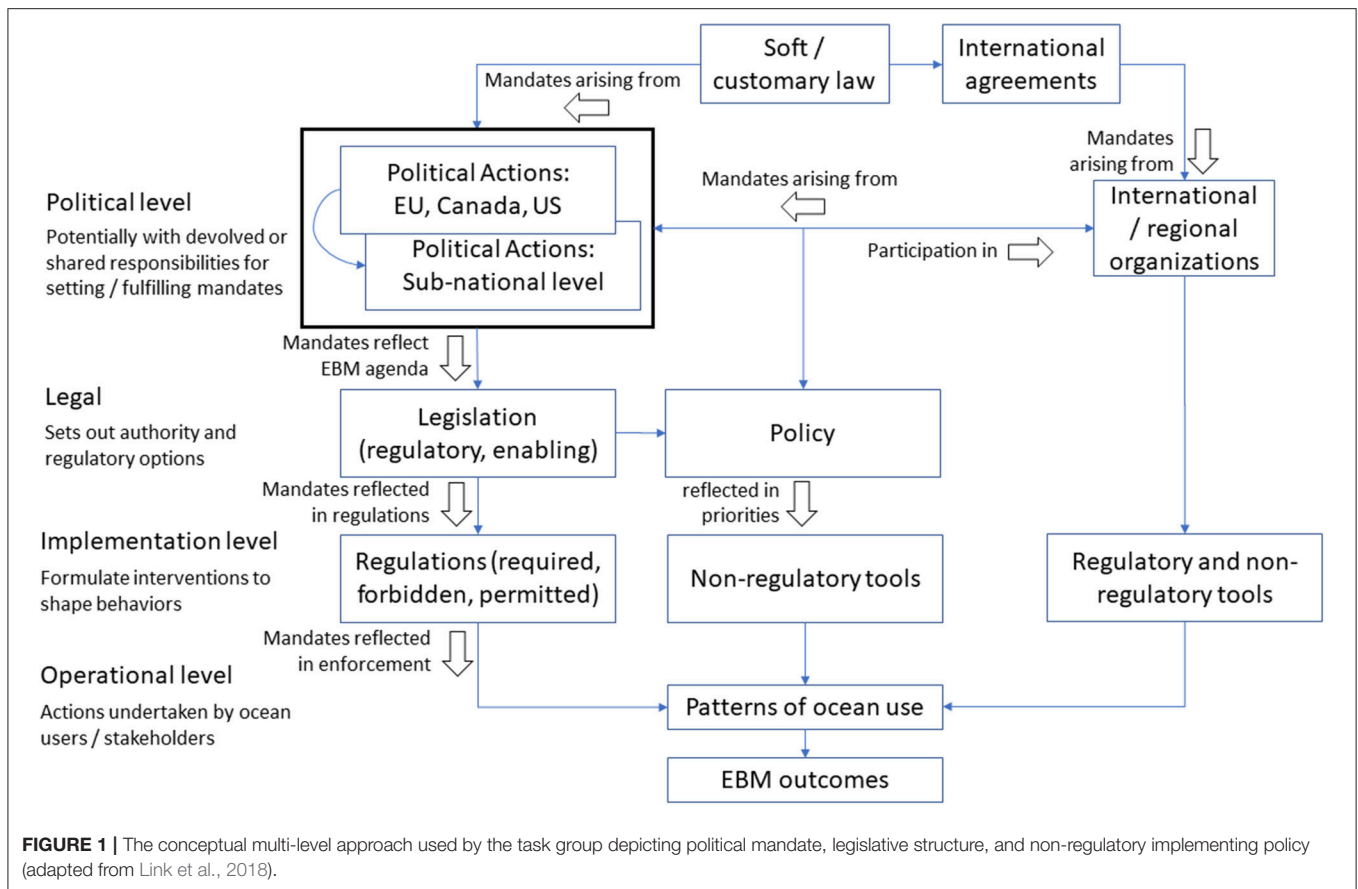 Soft /
customary law
International
agreements
Mandates arising from
Mandates
arising from
Political level
Potentially with devolved or
shared responsibilities for
setting / fulfilling mandates
Political Actions:
EU, Canada, US
Political Actions:
Sub-national level
Mandates arising from
Participation in
International
/ regional
organizations
Mandates reflect
EBM agenda
Legal
Sets out authority and
regulatory options
Legislation
(regulatory, enabling)
Policy
Mandates reflected
in regulations
reflected in
priorities
Implementation level
Formulate interventions to
shape behaviors
Regulations (required,
forbidden, permitted)
Non-regulatory tools
Regulatory and non-
regulatory tools
Mandates reflected
in enforcement
Operational level
Actions undertaken by ocean
users / stakeholders
Patterns of ocean use
EBM outcomes
FIGURE 1 | The conceptual multi-level approach used by the task group depicting political mandate, legislative structure, and non-regulatory implementing policy
(adapted from Link et al., 2018).